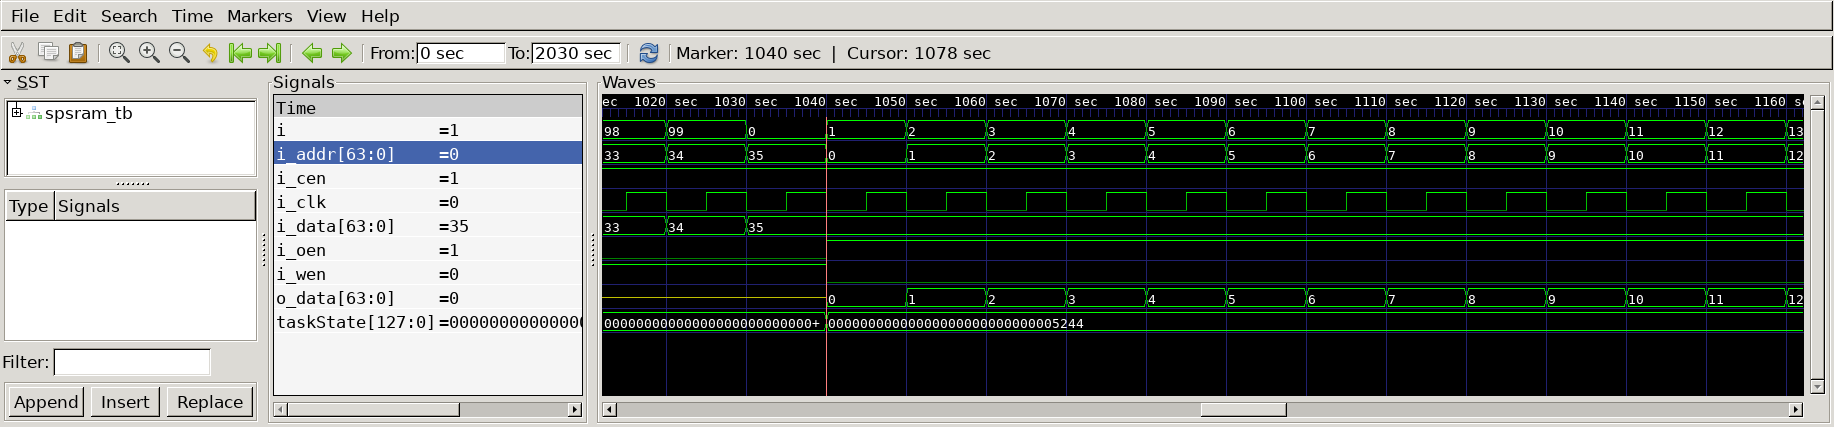 File Edit Search Time Markers View Help
From: 0 sec To: 2030 sec Marker: 1040 sec | Cursor: 1078 sec
SST
spsram_tb
Type Signals
Filter:
Append Insert Replace
Signals
Time
i =1
i_addr[63:0] =0
i_cen =1
i_clk =0
i_data[63:0] =35
i_oen =1
i_wen =0
o_data[63:0] =0
taskState[127:0]=00000000000000
Waves
ec 1020 sec 1030 sec 1040 sec 1050 sec 1060 sec 1070 sec 1080 sec 1090 sec 1100 sec 1110 sec 1120 sec 1130 sec 1140 sec 1150 sec 1160 s
98 99 0 1 2 3 4 5 6 7 8 9 10 11 12 13
33 34 35 0 1 2 3 4 5 6 7 8 9 10 11 12
33 34 35
0 1 2 3 4 5 6 7 8 9 10 11 12
00000000000000000000000000+ 00000000000000000000000000005244